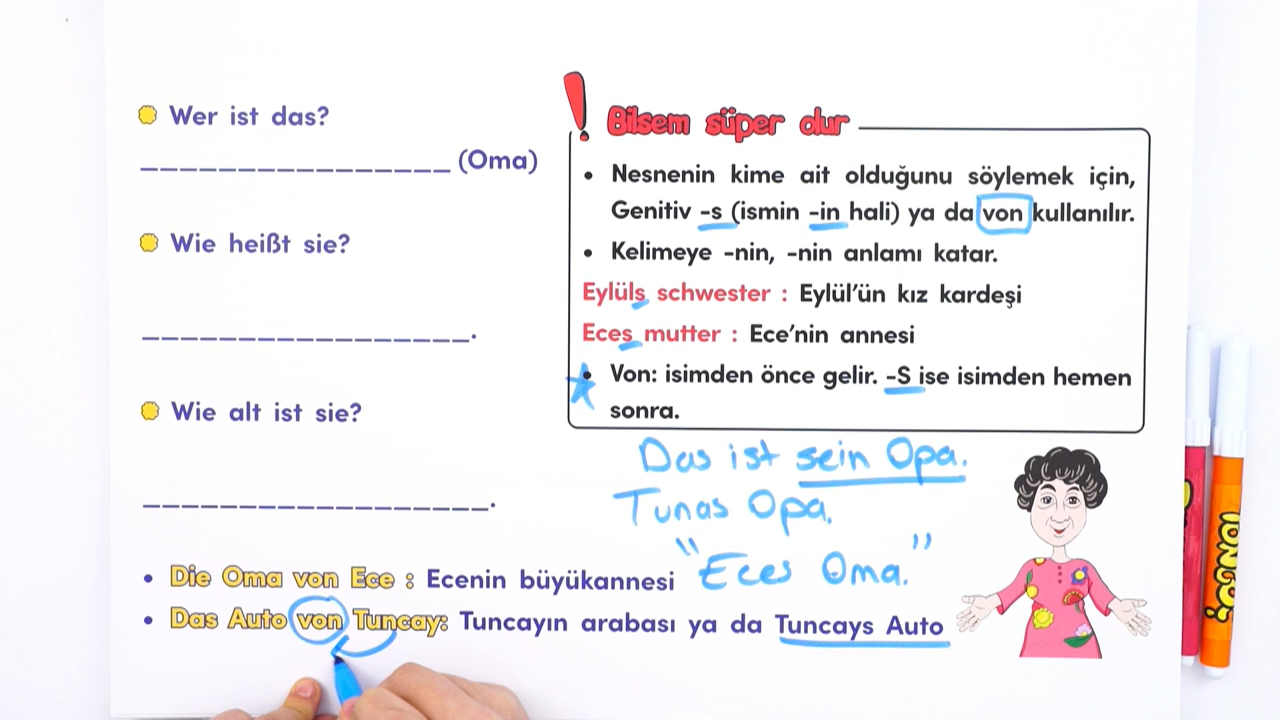 Wer ist das?
________________ (Oma)
Wie heißt sie?
_________________.
Wie alt ist sie?
__________________.
! Bilsem süper olur
• Nesnenin kime ait olduğunu söylemek için,
Genitiv -s (ismin -in hali) ya da von kullanılır.
• Kelimeye -nin, -nin anlamı katar.
Eylüls schwester : Eylül'ün kız kardeşi
Eces mutter : Ece'nin annesi
• Von: isimden önce gelir. -S ise isimden hemen
sonra.
Das ist sein Opa.
Tunas Opa.
"Eces Oma."
• Die Oma von Ece : Ecenin büyükannesi
• Das Auto von Tuncay: Tuncayın arabası ya da Tuncays Auto